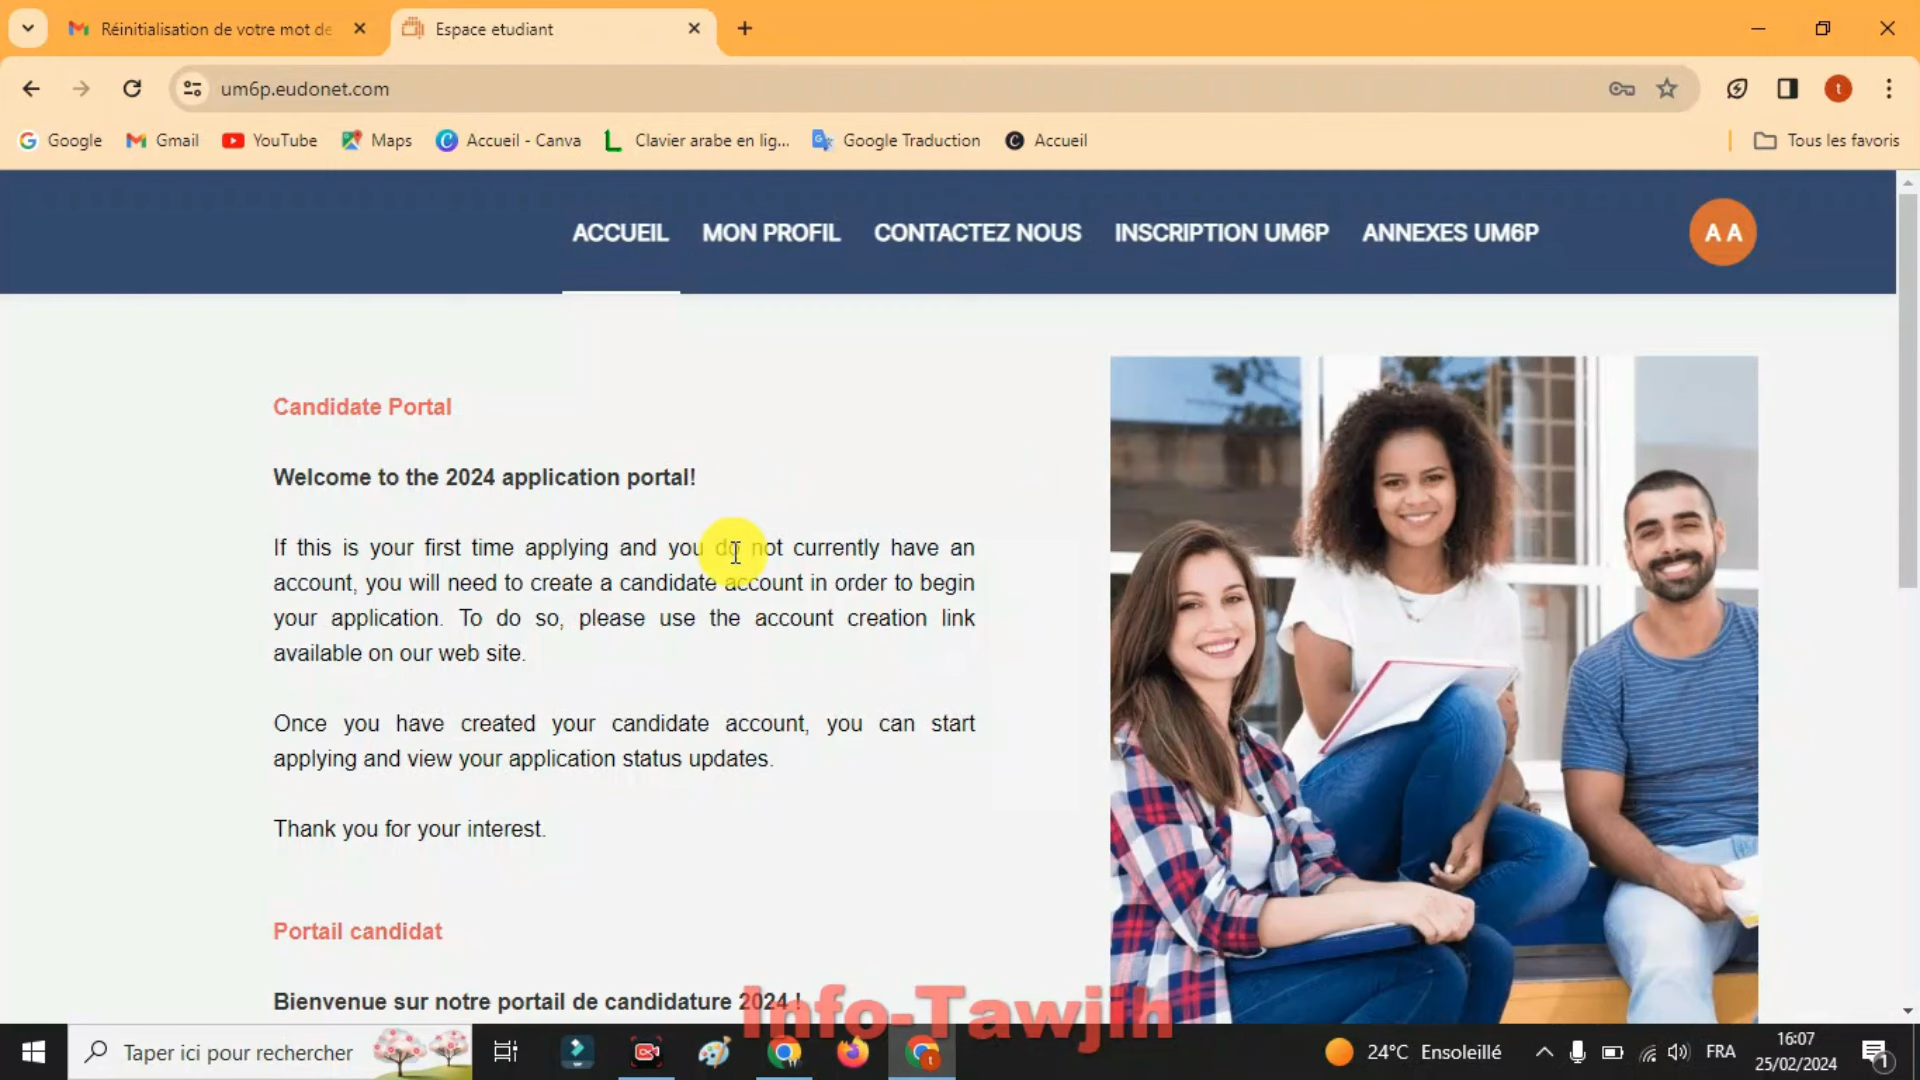 Réinitialisation de votre mot de
Espace etudiant
um6p.eudonet.com
t
Google
Gmail
YouTube
Maps
Accueil - Canva
Clavier arabe en lig...
Google Traduction
Accueil
Tous les favoris
ACCUEIL
MON PROFIL
CONTACTEZ NOUS
INSCRIPTION UM6P
ANNEXES UM6P
A A
Candidate Portal
Welcome to the 2024 application portal!
If this is your first time applying and you do not currently have an
account, you will need to create a candidate account in order to begin
your application. To do so, please use the account creation link
available on our web site.
Once you have created your candidate account, you can start
applying and view your application status updates.
Thank you for your interest.
Portail candidat
Bienvenue sur notre portail de candidature 2024 !
Info-Tawjih
Taper ici pour rechercher
t
24°C Ensoleillé
FRA
16:07
25/02/2024
1